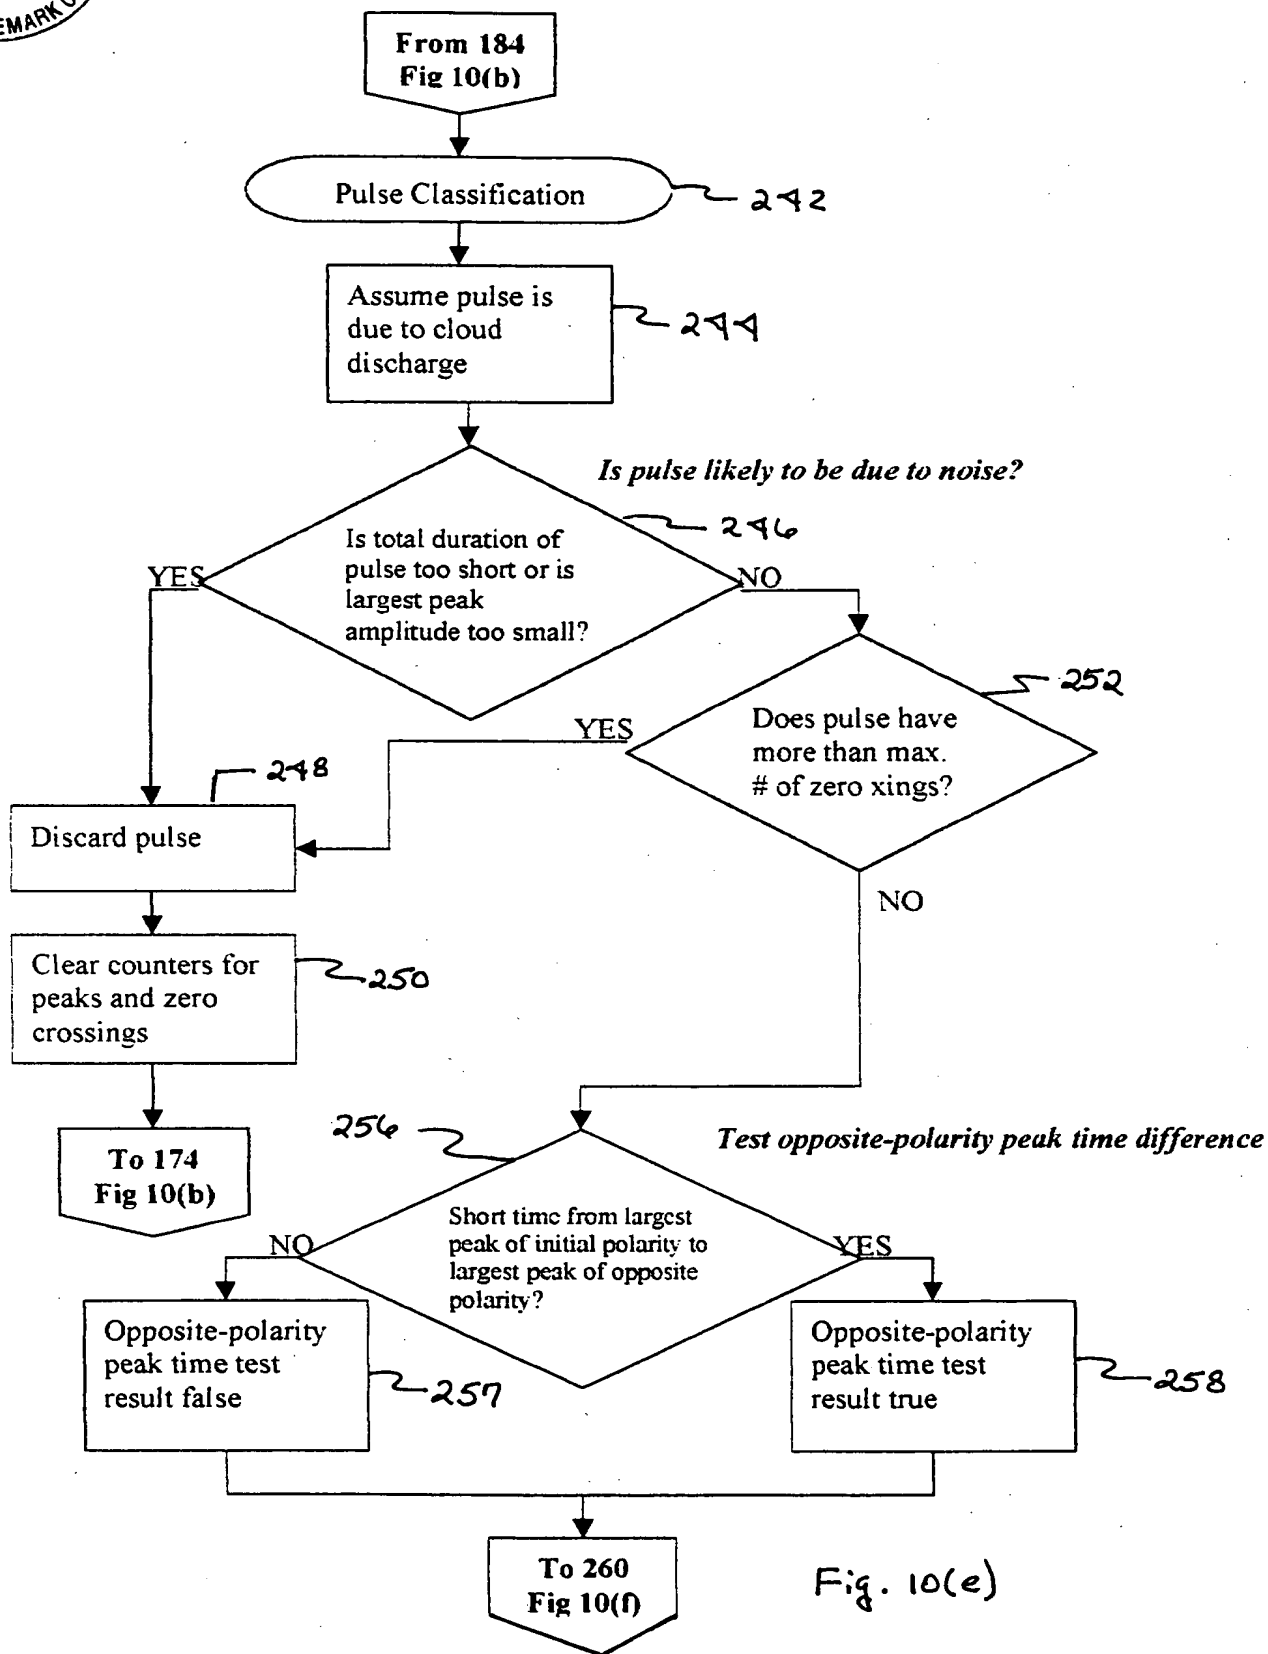 EMARK
From 184
Fig 10(b)
Pulse Classification
242
Assume pulse is
due to cloud
discharge
244
Is pulse likely to be due to noise?
246
Is total duration of
pulse too short or is
largest peak
amplitude too small?
YES
NO
252
Does pulse have
more than max.
# of zero xings?
YES
248
Discard pulse
NO
Clear counters for
peaks and zero
crossings
250
To 174
Fig 10(b)
256
Test opposite-polarity peak time difference
Short time from largest
peak of initial polarity to
largest peak of opposite
polarity?
NO
YES
Opposite-polarity
peak time test
result false
257
Opposite-polarity
peak time test
result true
258
To 260
Fig 10(f)
Fig. 10(e)